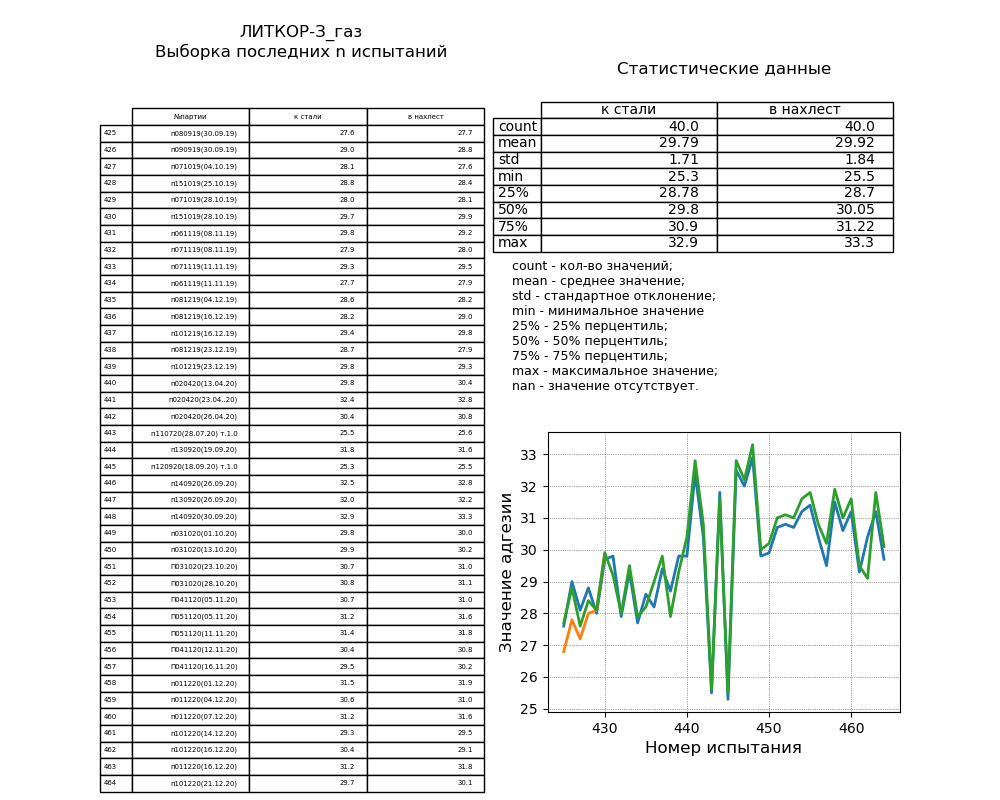 ЛИТКОР-З_газ
Выборка последних n испытаний
№партии к стали в нахлест
425 п080919(30.09.19) 27.6 27.7
426 п090919(30.09.19) 29.0 28.8
427 п071019(04.10.19) 28.1 27.6
428 п151019(25.10.19) 28.8 28.4
429 п071019(28.10.19) 28.0 28.1
430 п151019(28.10.19) 29.7 29.9
431 п061119(08.11.19) 29.8 29.2
432 п071119(08.11.19) 27.9 28.0
433 п071119(11.11.19) 29.3 29.5
434 п061119(11.11.19) 27.7 27.9
435 п081219(04.12.19) 28.6 28.2
436 п081219(16.12.19) 28.2 29.0
437 п101219(16.12.19) 29.4 29.8
438 п081219(23.12.19) 28.7 27.9
439 п101219(23.12.19) 29.8 29.3
440 п020420(13.04.20) 29.8 30.4
441 п020420(23.04..20) 32.4 32.8
442 п020420(26.04.20) 30.4 30.8
443 п110720(28.07.20) т.1.0 25.5 25.6
444 п130920(19.09.20) 31.8 31.6
445 п120920(18.09.20) т.1.0 25.3 25.5
446 п140920(26.09.20) 32.5 32.8
447 п130920(26.09.20) 32.0 32.2
448 п140920(30.09.20) 32.9 33.3
449 п031020(01.10.20) 29.8 30.0
450 п031020(13.10.20) 29.9 30.2
451 П031020(23.10.20) 30.7 31.0
452 П031020(28.10.20) 30.8 31.1
453 П041120(05.11.20) 30.7 31.0
454 П051120(05.11.20) 31.2 31.6
455 П051120(11.11.20) 31.4 31.8
456 П041120(12.11.20) 30.4 30.8
457 П041120(16.11.20) 29.5 30.2
458 п011220(01.12.20) 31.5 31.9
459 п011220(04.12.20) 30.6 31.0
460 п011220(07.12.20) 31.2 31.6
461 п101220(14.12.20) 29.3 29.5
462 п101220(16.12.20) 30.4 29.1
463 п011220(16.12.20) 31.2 31.8
464 п101220(21.12.20) 29.7 30.1
Статистические данные
к стали в нахлест
count 40.0 40.0
mean 29.79 29.92
std 1.71 1.84
min 25.3 25.5
25% 28.78 28.7
50% 29.8 30.05
75% 30.9 31.22
max 32.9 33.3
count - кол-во значений;
mean - среднее значение;
std - стандартное отклонение;
min - минимальное значение
25% - 25% перцентиль;
50% - 50% перцентиль;
75% - 75% перцентиль;
max - максимальное значение;
nan - значение отсутствует.
Значение адгезии
33
32
31
30
29
28
27
26
25
430 440 450 460
Номер испытания